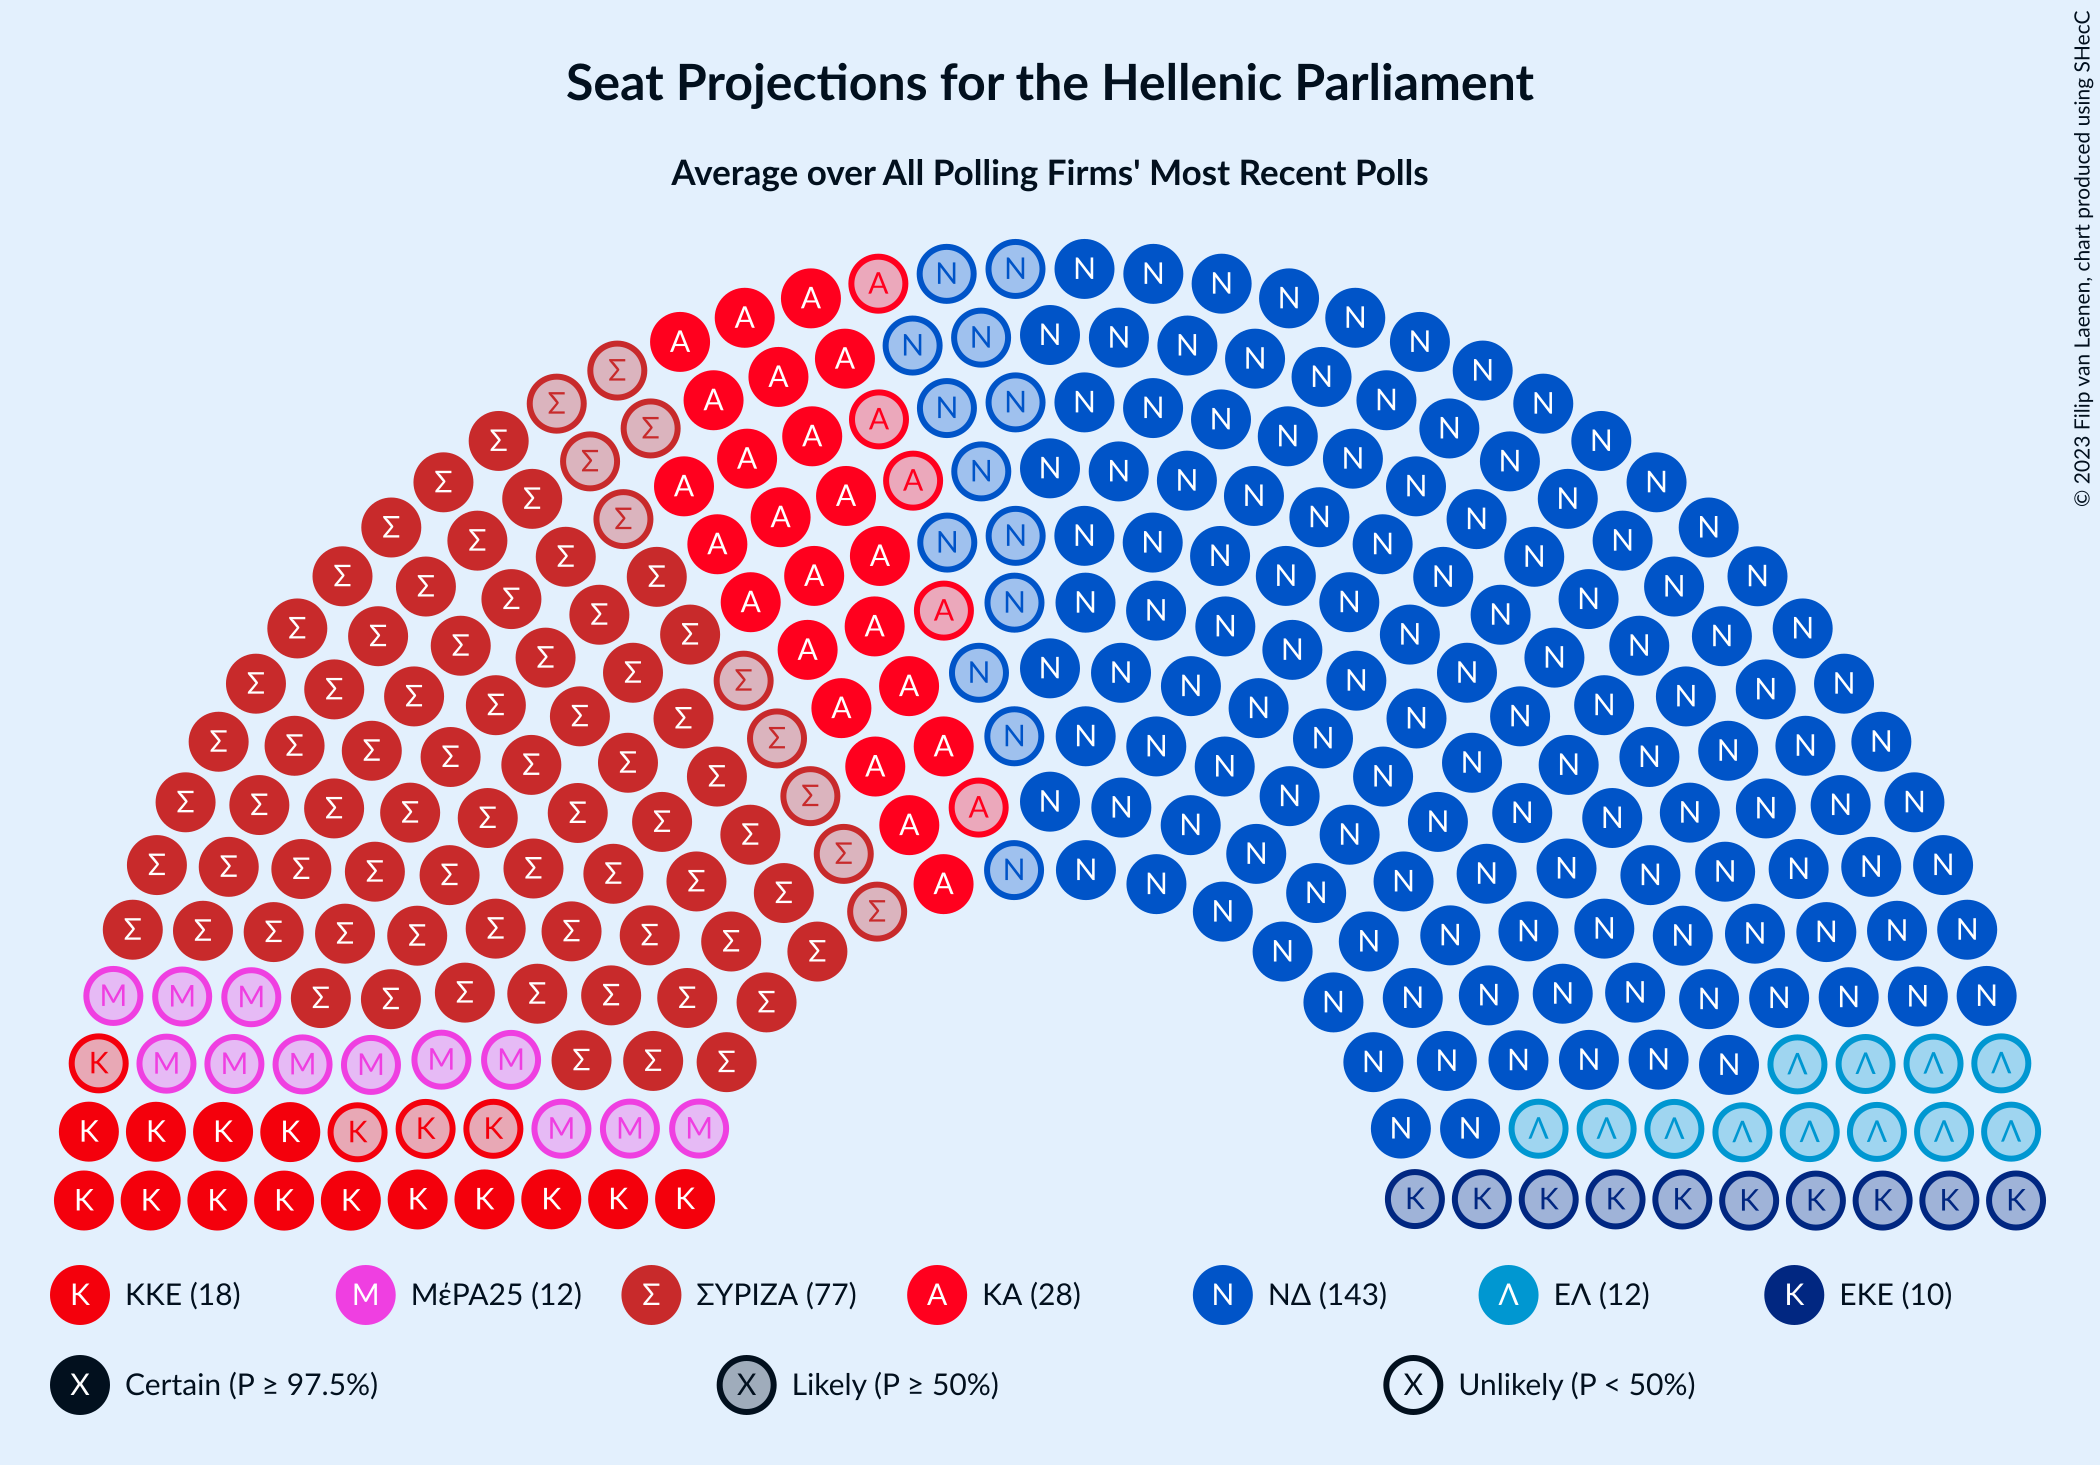 Seat Projections for the Hellenic Parliament
Average over All Polling Firms' Most Recent Polls
© 2023 Filip van Laenen, chart produced using SHecC
K ΚΚΕ (18) M ΜέΡΑ25 (12) Σ ΣΥΡΙΖΑ (77) A ΚΑ (28) N ΝΔ (143) Λ ΕΛ (12) K ΕΚΕ (10)
X Certain (P ≥ 97.5%) X Likely (P ≥ 50%) X Unlikely (P < 50%)